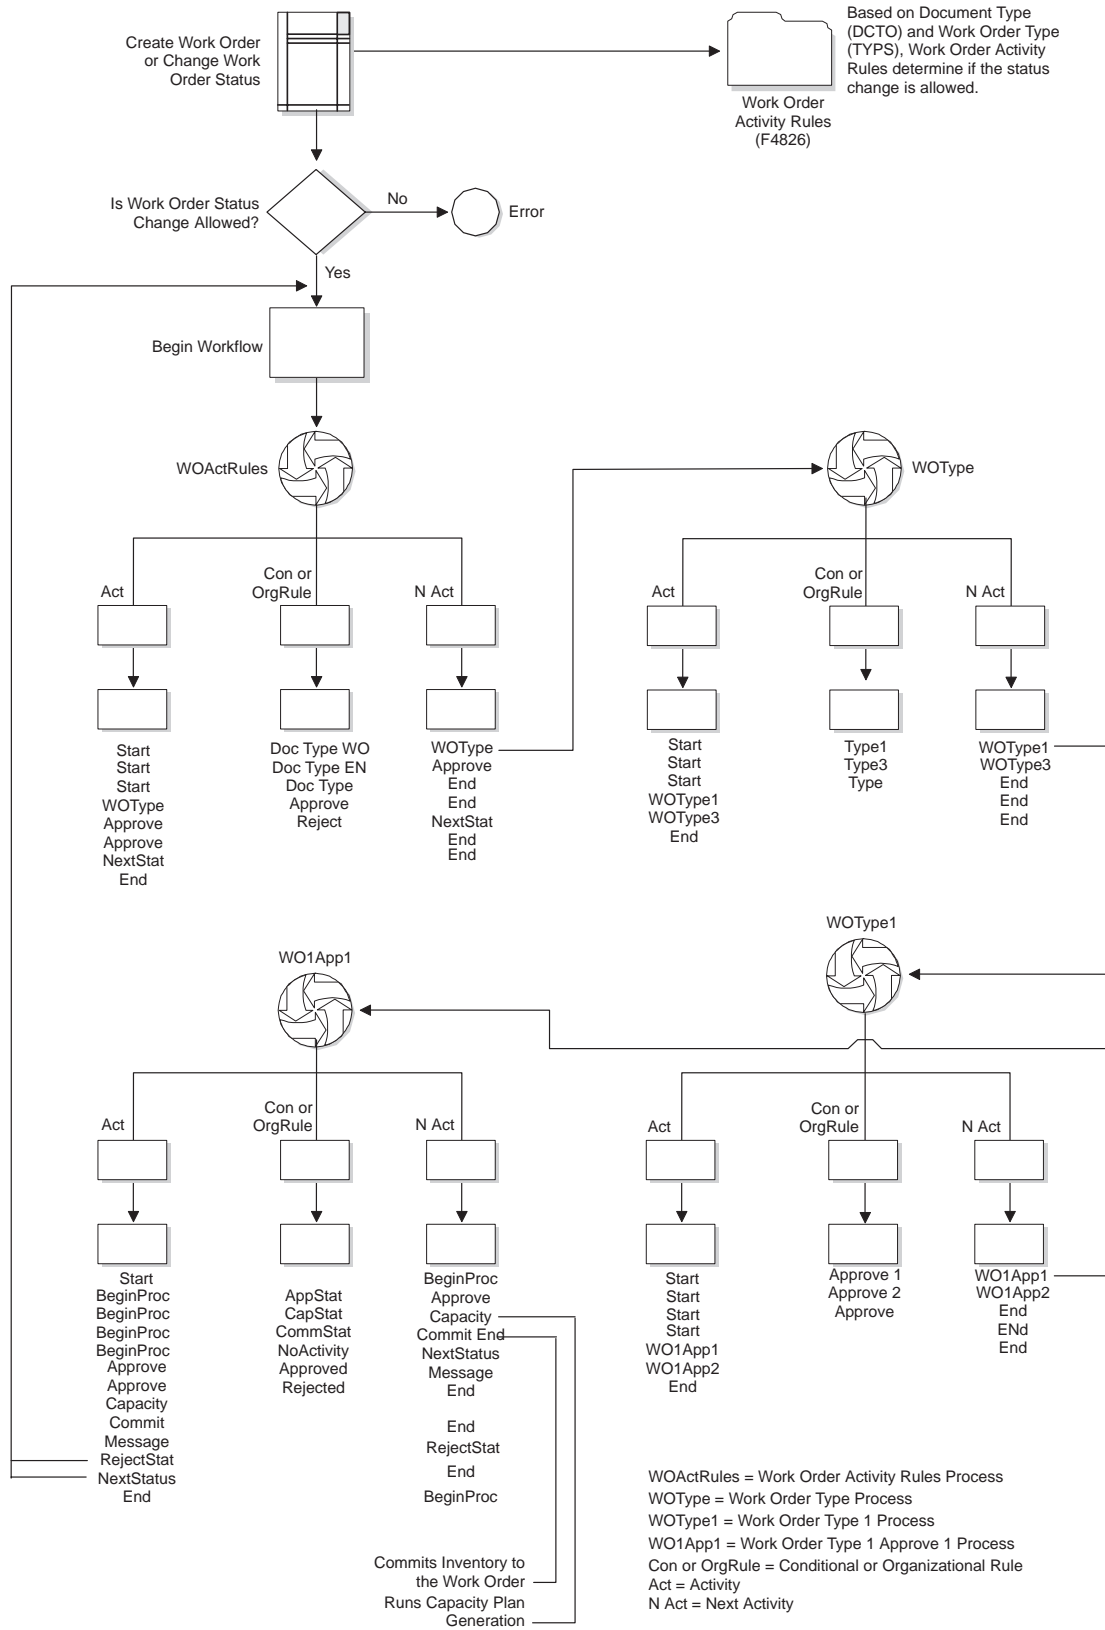 Create Work Order
or Change Work
Order Status
Based on Document Type
(DCTO) and Work Order Type
(TYPS), Work Order Activity
Rules determine if the status
change is allowed.
Work Order
Activity Rules
(F4826)
Is Work Order Status
Change Allowed?
No
Error
Yes
Begin Workflow
WOActRules
WOType
Act
Con or
OrgRule
N Act
Start
Start
Start
WOType
Approve
Approve
NextStat
End
Doc Type WO
Doc Type EN
Doc Type
Approve
Reject
WOType
Approve
End
End
NextStat
End
End
Act
Con or
OrgRule
N Act
Start
Start
Start
WOType1
WOType3
End
Type1
Type3
Type
WOType1
WOType3
End
End
End
WO1App1
WOType1
Act
Con or
OrgRule
N Act
Start
BeginProc
BeginProc
BeginProc
BeginProc
Approve
Approve
Capacity
Commit
Message
RejectStat
NextStatus
End
AppStat
CapStat
CommStat
NoActivity
Approved
Rejected
BeginProc
Approve
Capacity
Commit End
NextStatus
Message
End
End
RejectStat
End
BeginProc
Commits Inventory to
the Work Order
Runs Capacity Plan
Generation
Act
Con or
OrgRule
N Act
Start
Start
Start
Start
WO1App1
WO1App2
End
Approve 1
Approve 2
Approve
WO1App1
WO1App2
End
ENd
End
WOActRules = Work Order Activity Rules Process
WOType = Work Order Type Process
WOType1 = Work Order Type 1 Process
WO1App1 = Work Order Type 1 Approve 1 Process
Con or OrgRule = Conditional or Organizational Rule
Act = Activity
N Act = Next Activity